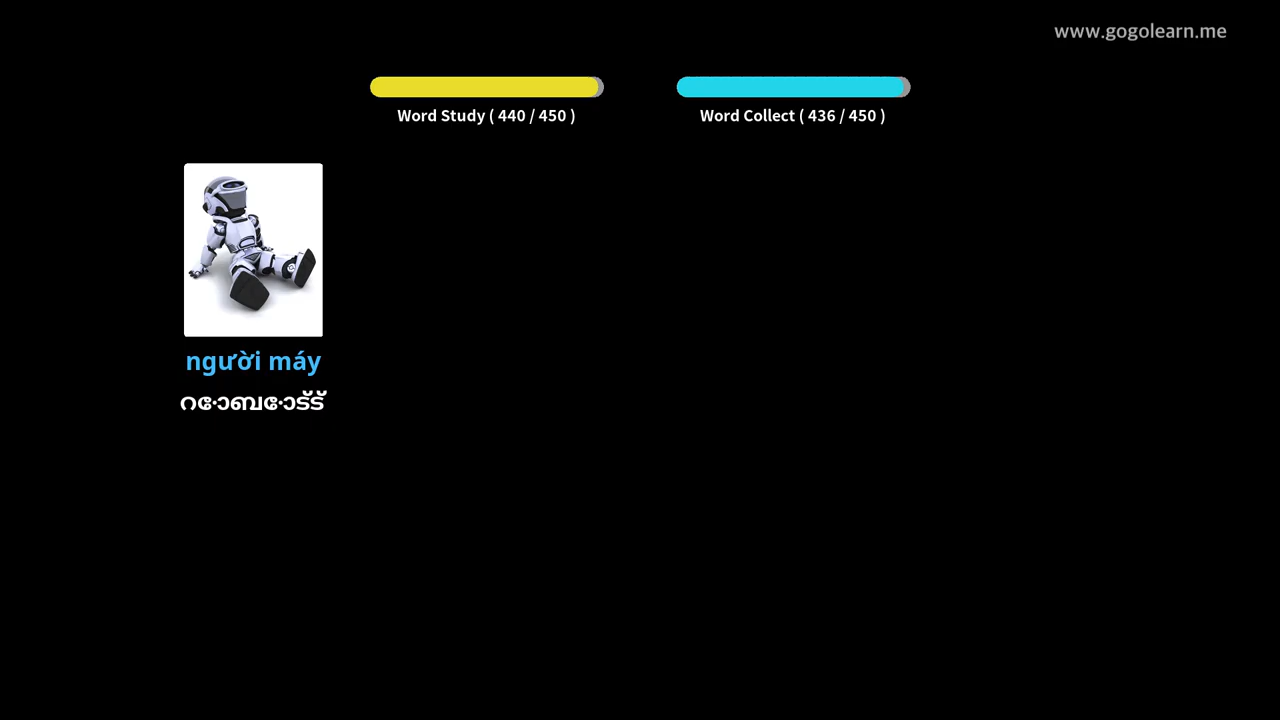 www.gogolearn.me
Word Study ( 440 / 450 )
Word Collect ( 436 / 450 )
người máy
റോബോട്ട്